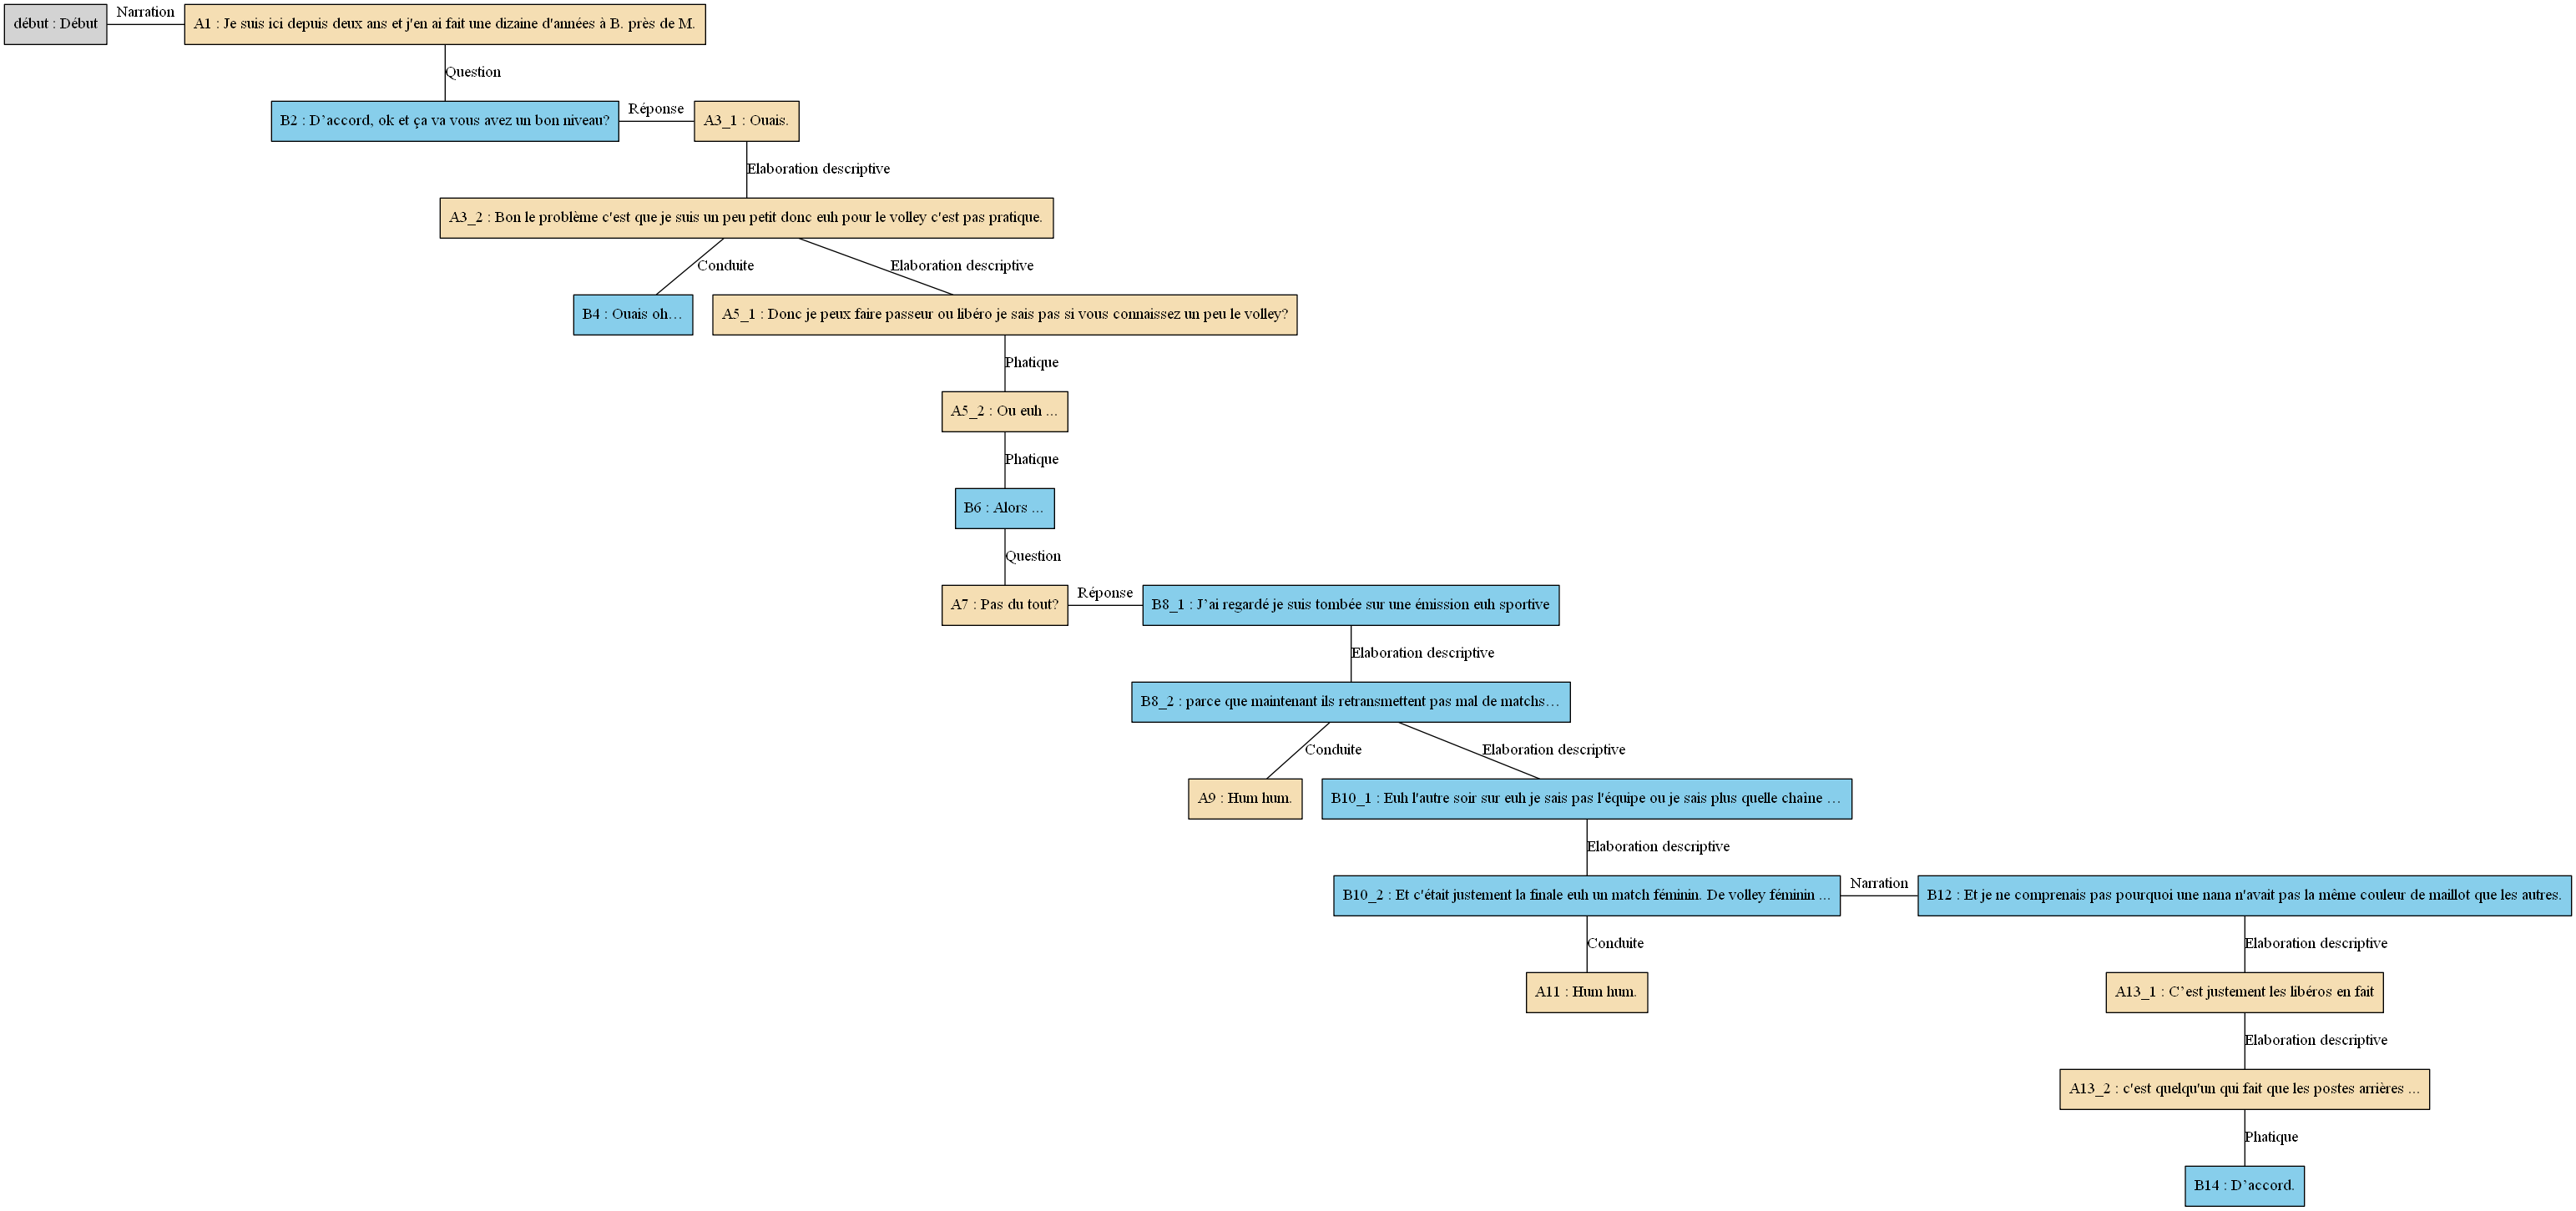 début : Début
Narration
A1 : Je suis ici depuis deux ans et j'en ai fait une dizaine d'années à B. près de M.
Question
B2 : D’accord, ok et ça va vous avez un bon niveau?
Réponse
A3_1 : Ouais.
Elaboration descriptive
A3_2 : Bon le problème c'est que je suis un peu petit donc euh pour le volley c'est pas pratique.
Conduite
Elaboration descriptive
B4 : Ouais oh…
A5_1 : Donc je peux faire passeur ou libéro je sais pas si vous connaissez un peu le volley?
Phatique
A5_2 : Ou euh ...
Phatique
B6 : Alors ...
Question
A7 : Pas du tout?
Réponse
B8_1 : J’ai regardé je suis tombée sur une émission euh sportive
Elaboration descriptive
B8_2 : parce que maintenant ils retransmettent pas mal de matchs…
Conduite
Elaboration descriptive
A9 : Hum hum.
B10_1 : Euh l'autre soir sur euh je sais pas l'équipe ou je sais plus quelle chaîne …
Elaboration descriptive
B10_2 : Et c'était justement la finale euh un match féminin. De volley féminin ...
Narration
B12 : Et je ne comprenais pas pourquoi une nana n'avait pas la même couleur de maillot que les autres.
Conduite
Elaboration descriptive
A11 : Hum hum.
A13_1 : C’est justement les libéros en fait
Elaboration descriptive
A13_2 : c'est quelqu'un qui fait que les postes arrières ...
Phatique
B14 : D’accord.